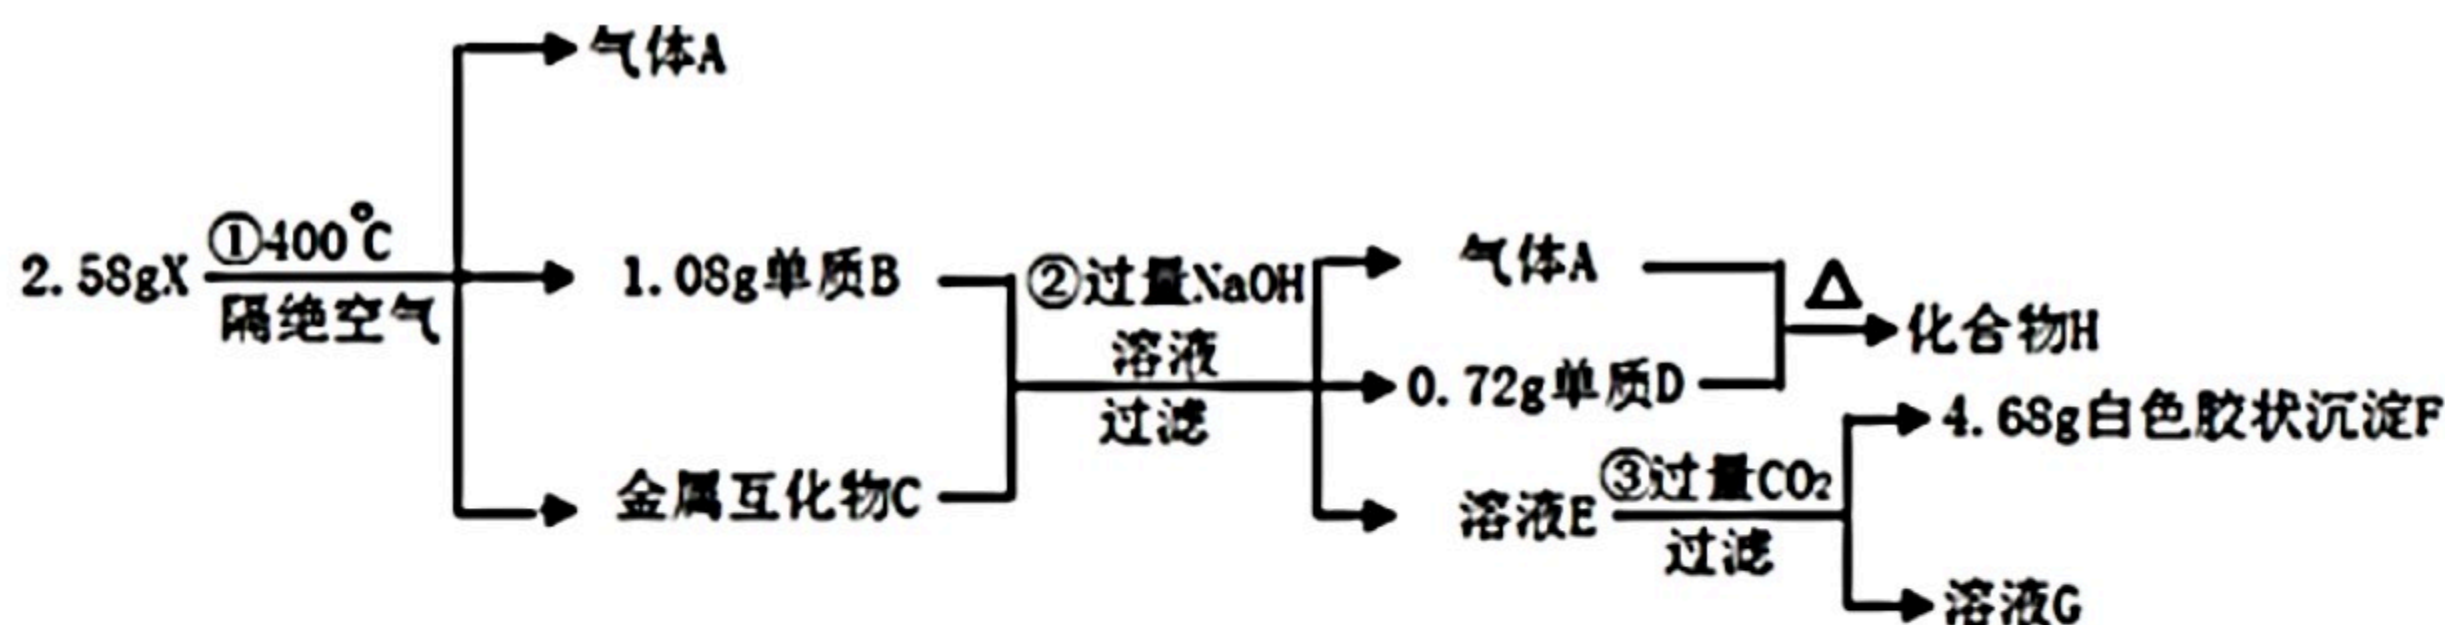 气体A
2.58gX
①400℃
隔绝空气
1.08g单质B
金属互化物C
②过量NaOH
溶液
过滤
气体A
0.72g单质D
溶液E
△
化合物H
③过量CO₂
过滤
4.68g白色胶状沉淀F
溶液G